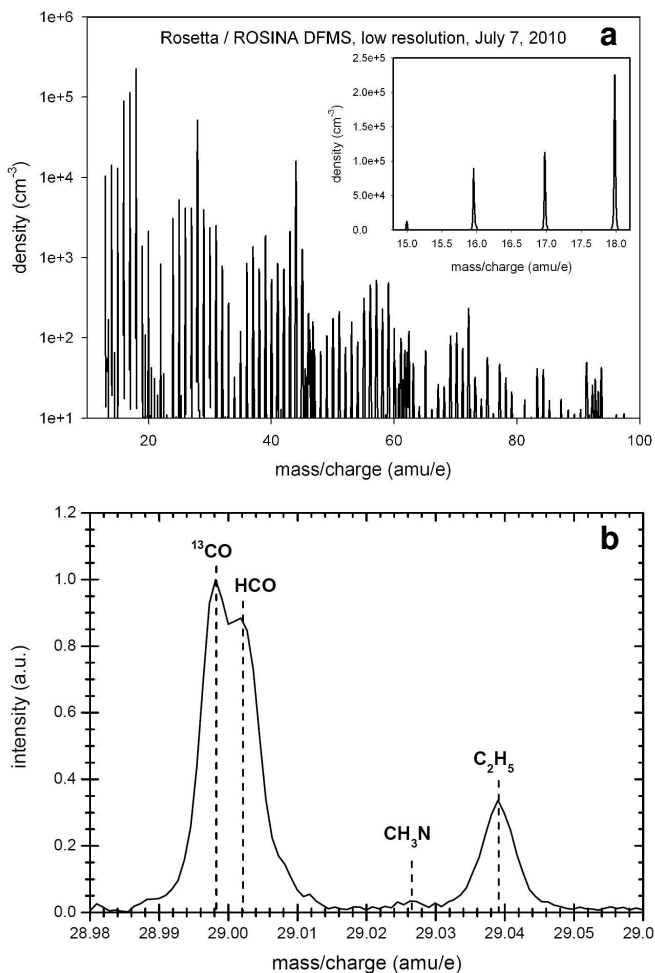 1e+6
Rosetta / ROSINA DFMS, low resolution, July 7, 2010
a
1e+5
1e+4
1e+3
1e+2
1e+1
density (cm⁻³)
20 40 60 80 100
mass/charge (amu/e)
2.5e+5
2.0e+5
1.5e+5
1.0e+5
5.0e+4
0.0
density (cm⁻³)
15.0 15.5 16.0 16.5 17.0 17.5 18.0
mass/charge (amu/e)
b
1.2
1.0
0.8
0.6
0.4
0.2
0.0
intensity (a.u.)
¹³CO
HCO
CH₃N
C₂H₅
28.98 28.99 29.00 29.01 29.02 29.03 29.04 29.05 29.0
mass/charge (amu/e)